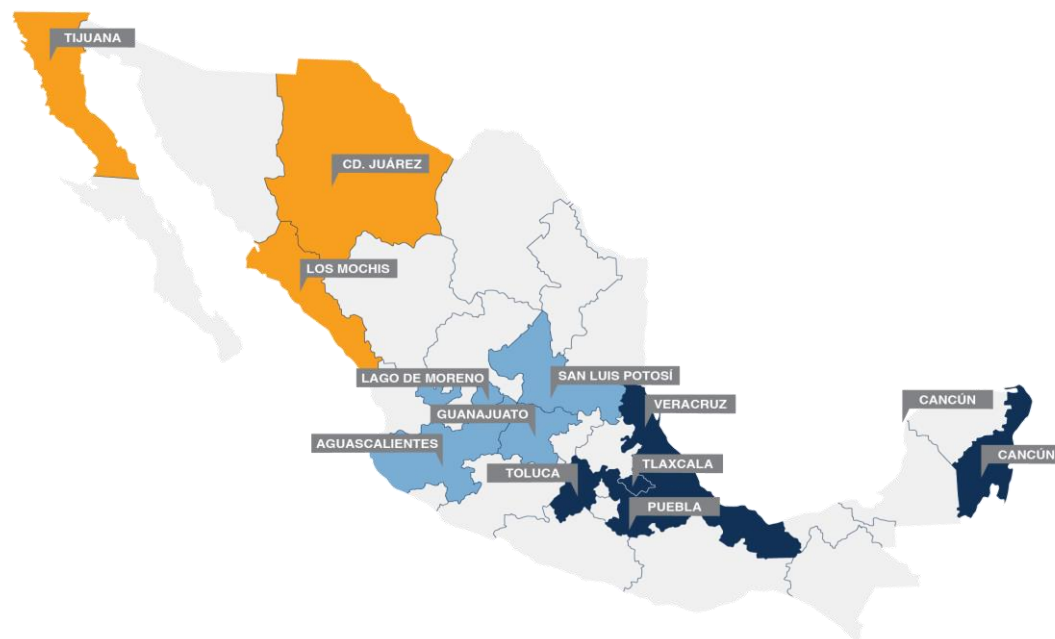 TIJUANA
CD. JUÁREZ
LOS MOCHIS
LAGO DE MORENO
SAN LUIS POTOSÍ
CANCÚN
VERACRUZ
GUANAJUATO
AGUASCALIENTES
CANCÚN
TOLUCA
TLAXCALA
PUEBLA